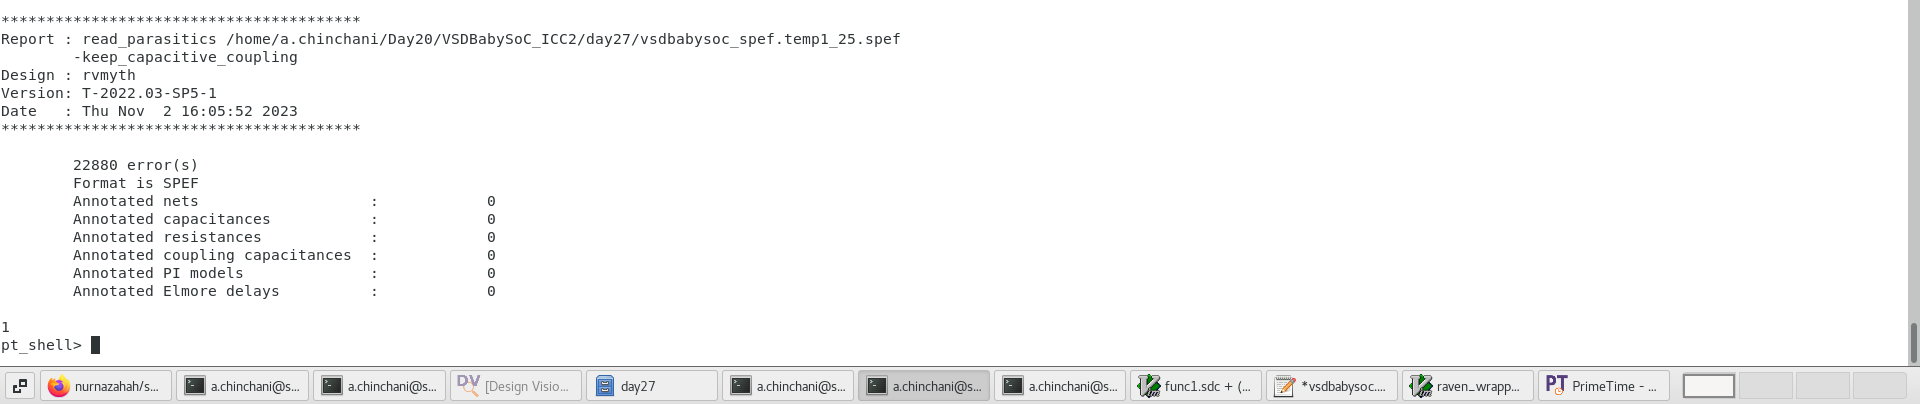 ****************************************
Report : read_parasitics /home/a.chinchani/Day20/VSDBabySoC_ICC2/day27/vsdbabysoc_spef.temp1_25.spef
        -keep_capacitive_coupling
Design : rvmyth
Version: T-2022.03-SP5-1
Date   : Thu Nov  2 16:05:52 2023
****************************************
        22880 error(s)
        Format is SPEF
        Annotated nets                   :            0
        Annotated capacitances           :            0
        Annotated resistances            :            0
        Annotated coupling capacitances  :            0
        Annotated PI models              :            0
        Annotated Elmore delays          :            0
1
pt_shell>
nurnazahah/s... a.chinchani@s... a.chinchani@s... DV [Design Visio... day27 a.chinchani@s... a.chinchani@s... a.chinchani@s... func1.sdc + (... *vsdbabysoc.... raven_wrapp... PT PrimeTime - ...